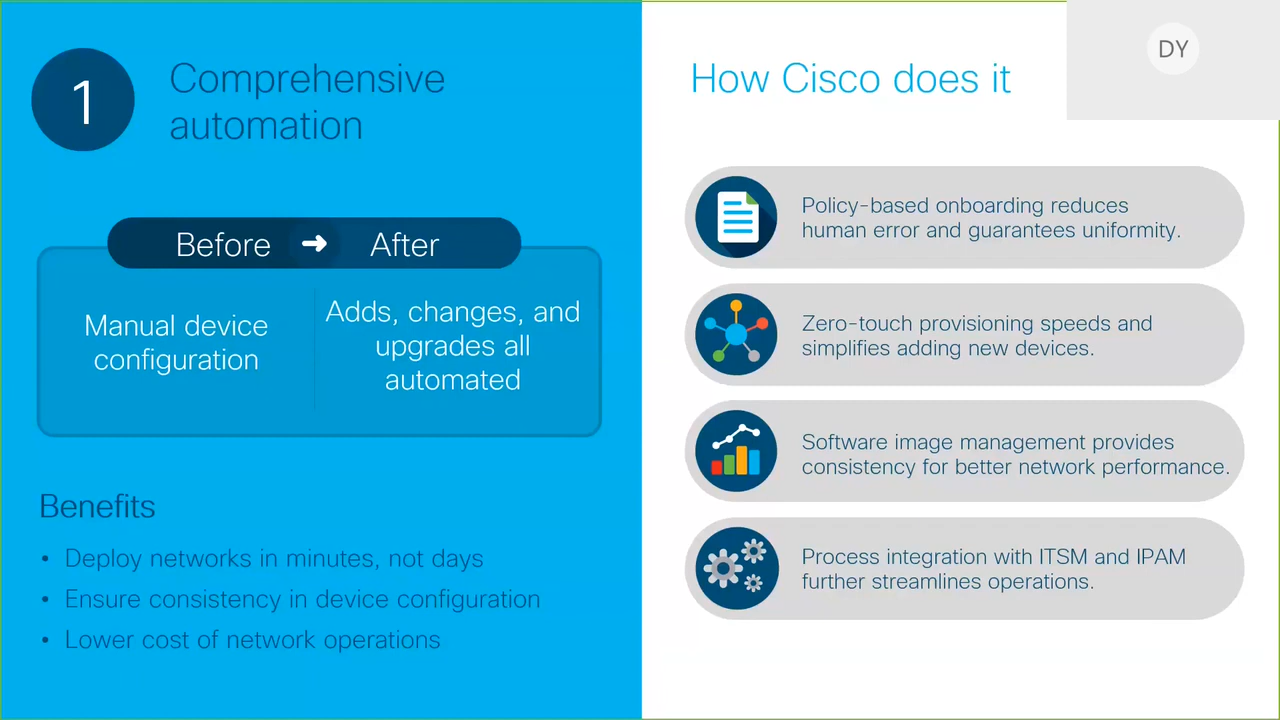 1
Comprehensive
automation
Before → After
Manual device
configuration
Adds, changes, and
upgrades all
automated
Benefits
• Deploy networks in minutes, not days
• Ensure consistency in device configuration
• Lower cost of network operations
How Cisco does it
DY
Policy-based onboarding reduces
human error and guarantees uniformity.
Zero-touch provisioning speeds and
simplifies adding new devices.
Software image management provides
consistency for better network performance.
Process integration with ITSM and IPAM
further streamlines operations.